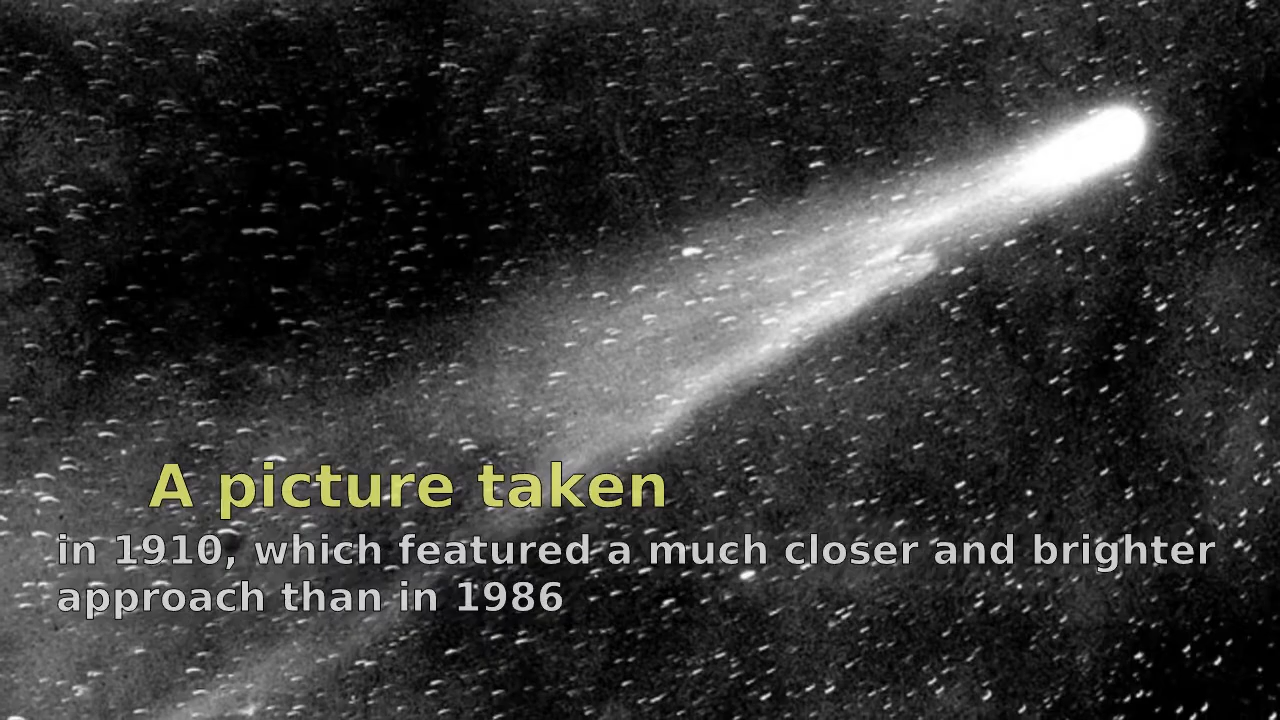 A picture taken
in 1910, which featured a much closer and brighter
approach than in 1986